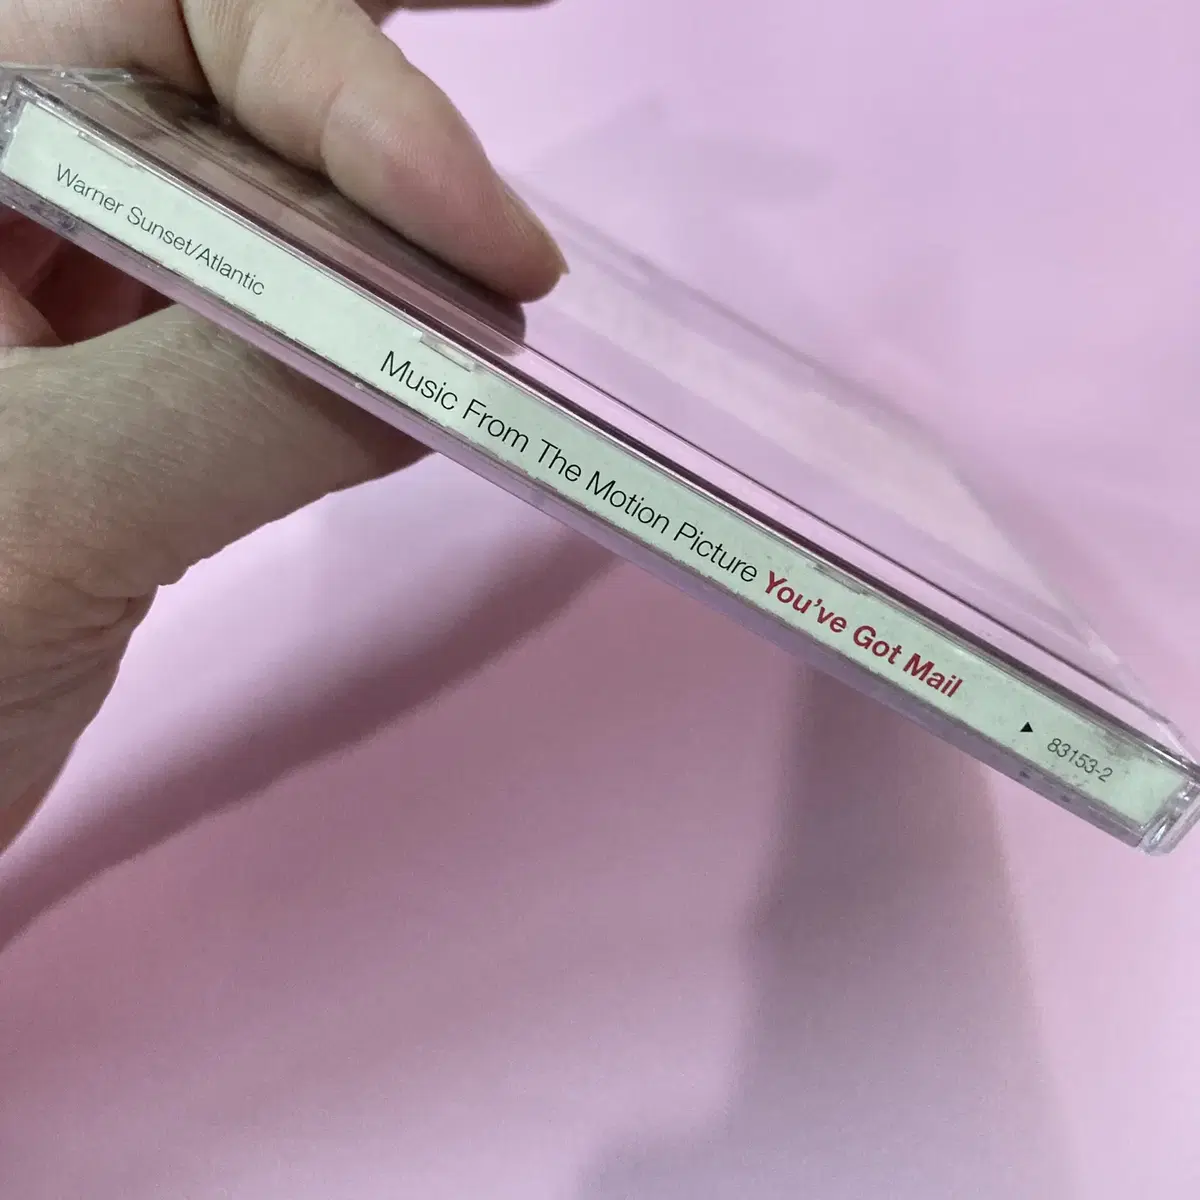 Warner Sunset/Atlantic
Music From The Motion Picture You've Got Mail
▶ 83153-2